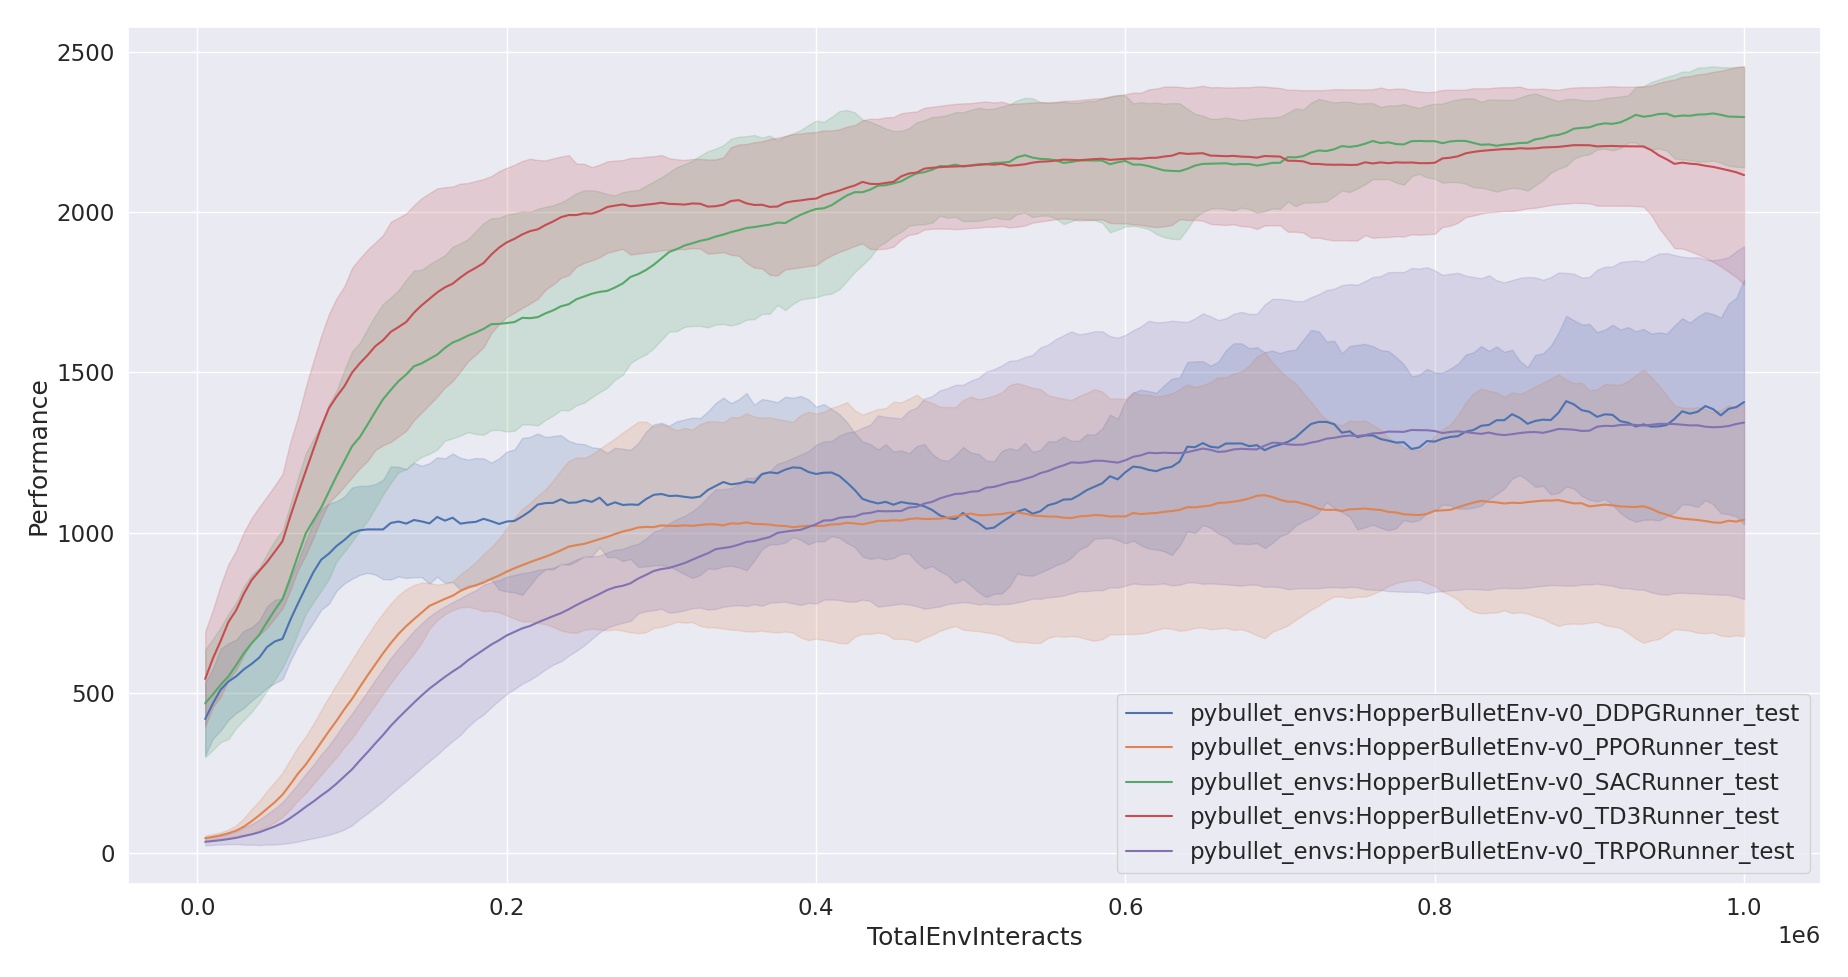 2500
2000
1500
1000
500
0
Performance
pybullet_envs:HopperBulletEnv-v0_DDPGRunner_test
pybullet_envs:HopperBulletEnv-v0_PPORunner_test
pybullet_envs:HopperBulletEnv-v0_SACRunner_test
pybullet_envs:HopperBulletEnv-v0_TD3Runner_test
pybullet_envs:HopperBulletEnv-v0_TRPORunner_test
0.0 0.2 0.4 0.6 0.8 1.0
TotalEnvInteracts
1e6